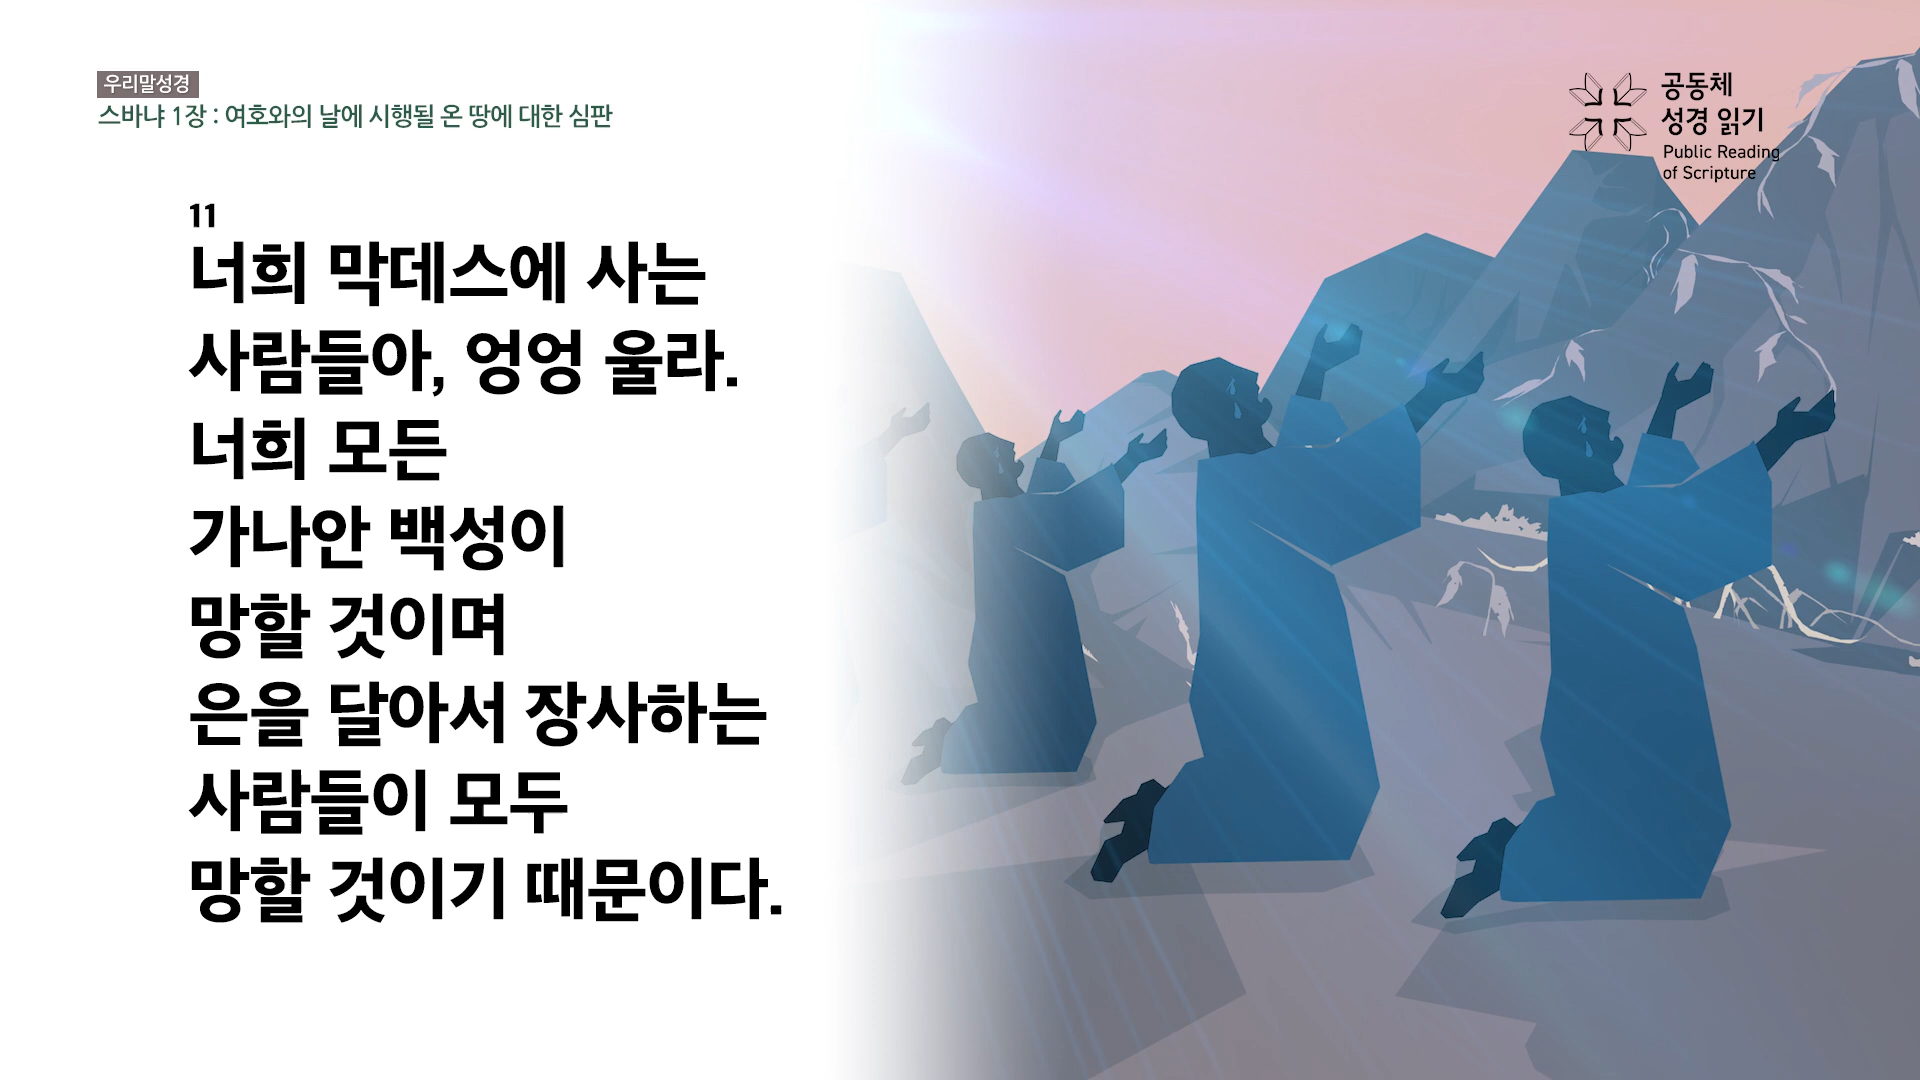 우리말성경
스바냐 1장 : 여호와의 날에 시행될 온 땅에 대한 심판
공동체
성경 읽기
Public Reading
of Scripture
11
너희 막데스에 사는
사람들아, 엉엉 울라.
너희 모든
가나안 백성이
망할 것이며
은을 달아서 장사하는
사람들이 모두
망할 것이기 때문이다.